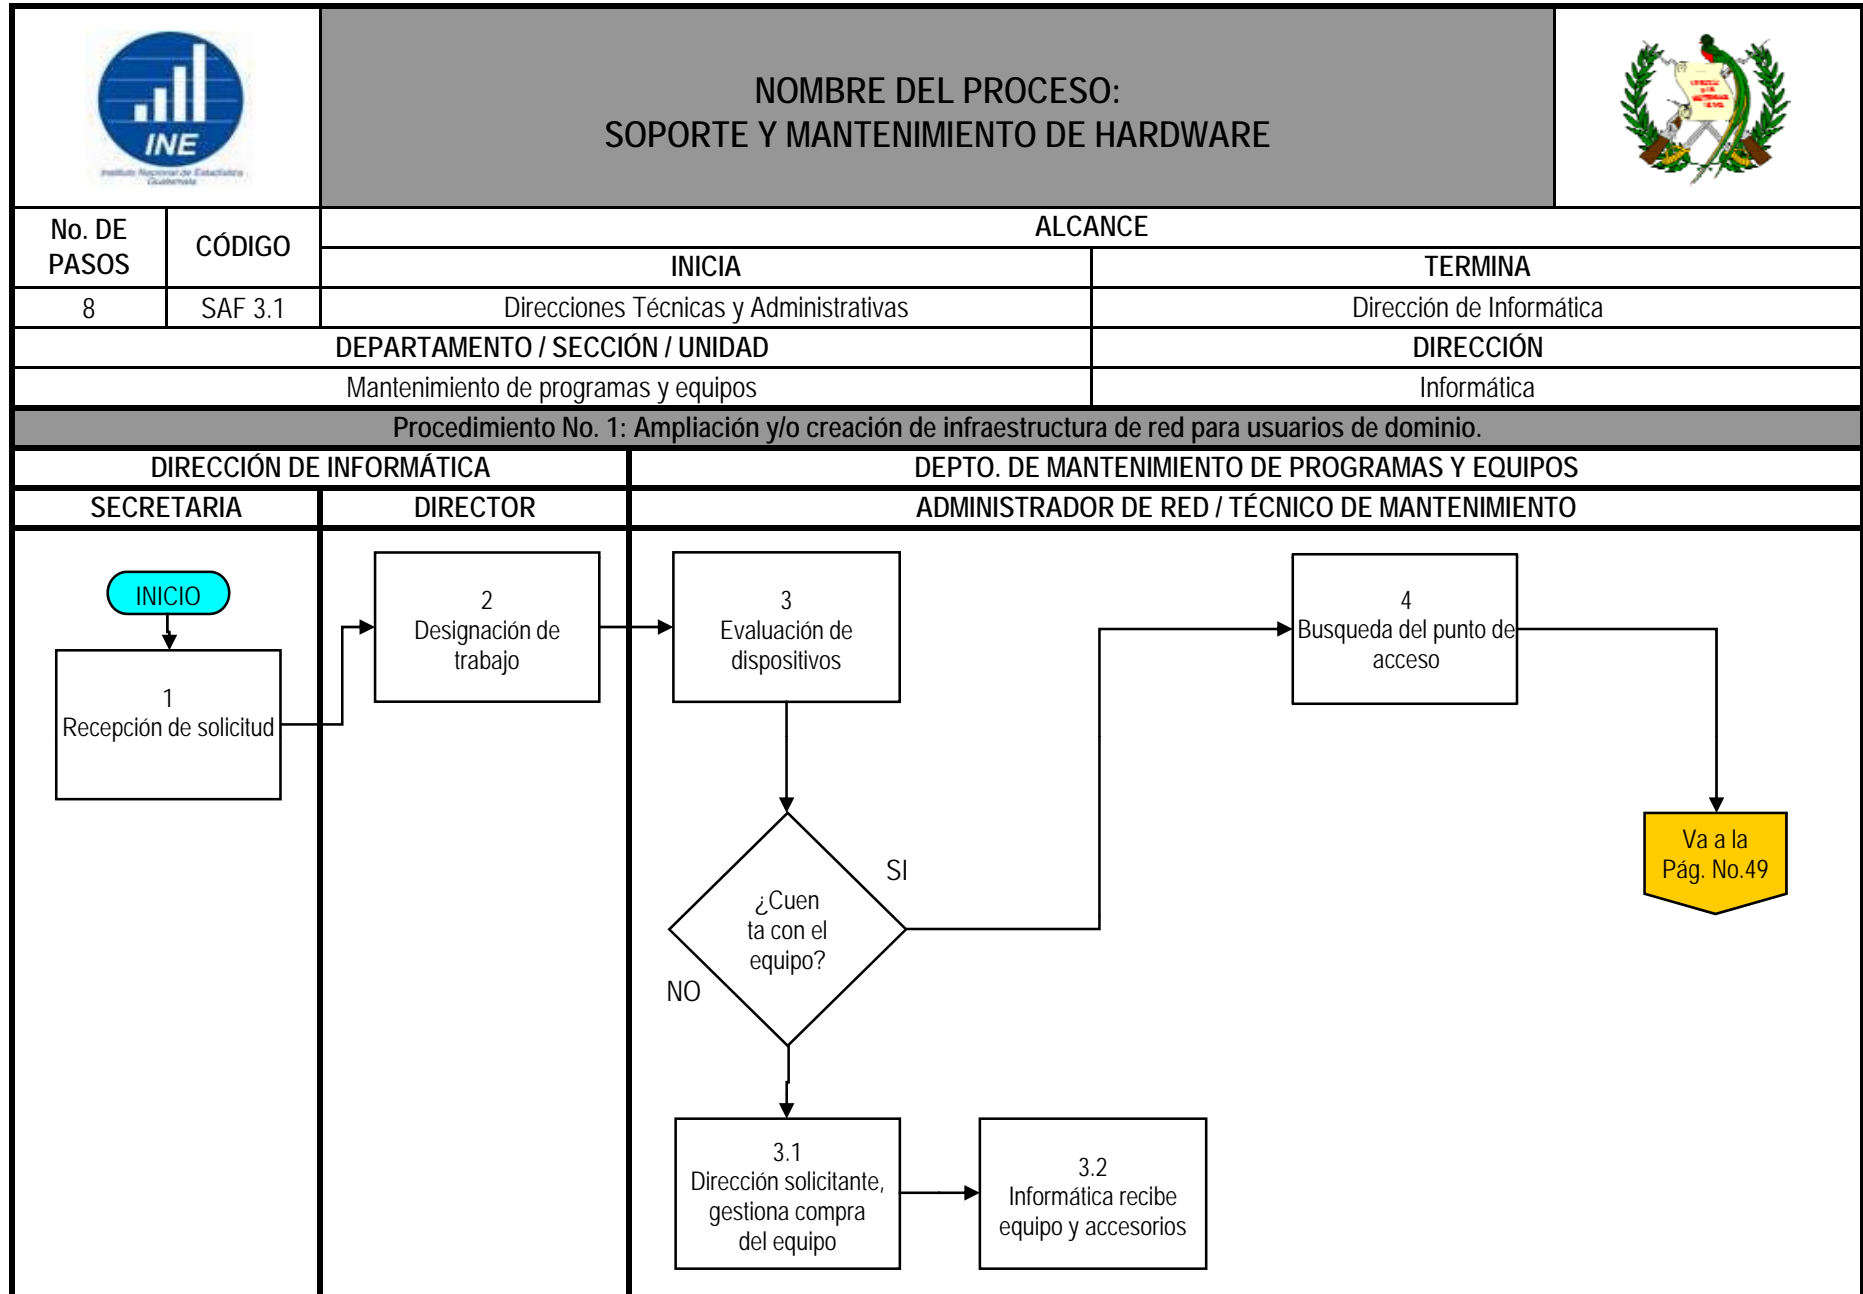 INE
Instituto Nacional de Estadística
Guatemala
NOMBRE DEL PROCESO:
SOPORTE Y MANTENIMIENTO DE HARDWARE
No. DE
PASOS
CÓDIGO
ALCANCE
INICIA
TERMINA
8
SAF 3.1
Direcciones Técnicas y Administrativas
Dirección de Informática
DEPARTAMENTO / SECCIÓN / UNIDAD
DIRECCIÓN
Mantenimiento de programas y equipos
Informática
Procedimiento No. 1: Ampliación y/o creación de infraestructura de red para usuarios de dominio.
DIRECCIÓN DE INFORMÁTICA
DEPTO. DE MANTENIMIENTO DE PROGRAMAS Y EQUIPOS
SECRETARIA
DIRECTOR
ADMINISTRADOR DE RED / TÉCNICO DE MANTENIMIENTO
INICIO
1
Recepción de solicitud
2
Designación de
trabajo
3
Evaluación de
dispositivos
4
Busqueda del punto de
acceso
Va a la
Pág. No.49
SI
¿Cuen
ta con el
equipo?
NO
3.1
Dirección solicitante,
gestiona compra
del equipo
3.2
Informática recibe
equipo y accesorios